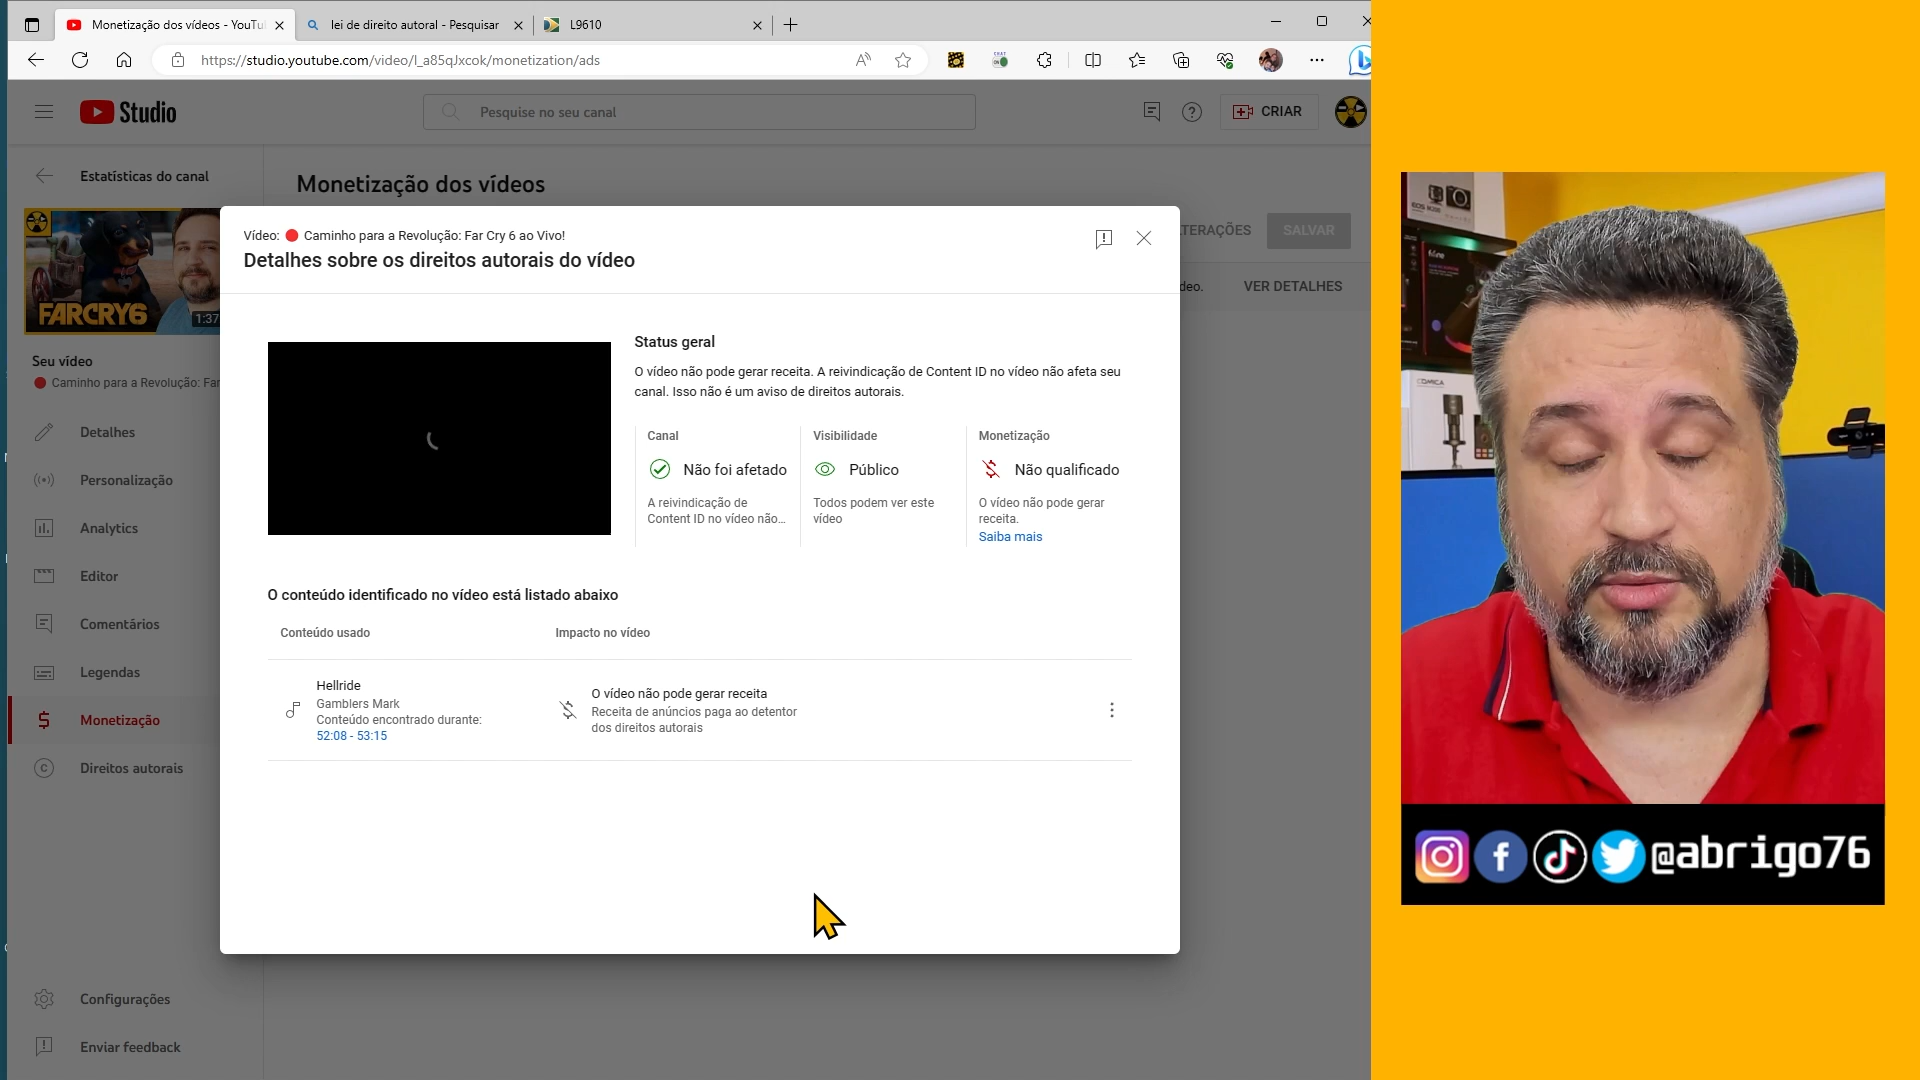 Monetização dos vídeos - YouTu
lei de direito autoral - Pesquisar
L9610
https://studio.youtube.com/video/l_a85qJxcok/monetization/ads
Studio
Pesquise no seu canal
CRIAR
Estatísticas do canal
Monetização dos vídeos
TERAÇÕES
SALVAR
deo.
VER DETALHES
FARCRY6
1:37
Seu vídeo
Caminho para a Revolução: Far
Detalhes
Personalização
Analytics
Editor
Comentários
Legendas
Monetização
Direitos autorais
Configurações
Enviar feedback
Vídeo: 🔴 Caminho para a Revolução: Far Cry 6 ao Vivo!
Detalhes sobre os direitos autorais do vídeo
Status geral
O vídeo não pode gerar receita. A reivindicação de Content ID no vídeo não afeta seu
canal. Isso não é um aviso de direitos autorais.
Canal
Não foi afetado
A reivindicação de
Content ID no vídeo não...
Visibilidade
Público
Todos podem ver este
vídeo
Monetização
Não qualificado
O vídeo não pode gerar
receita.
Saiba mais
O conteúdo identificado no vídeo está listado abaixo
Conteúdo usado
Impacto no vídeo
Hellride
Gamblers Mark
Conteúdo encontrado durante:
52:08 - 53:15
O vídeo não pode gerar receita
Receita de anúncios paga ao detentor
dos direitos autorais
COMICA
@abrigo76